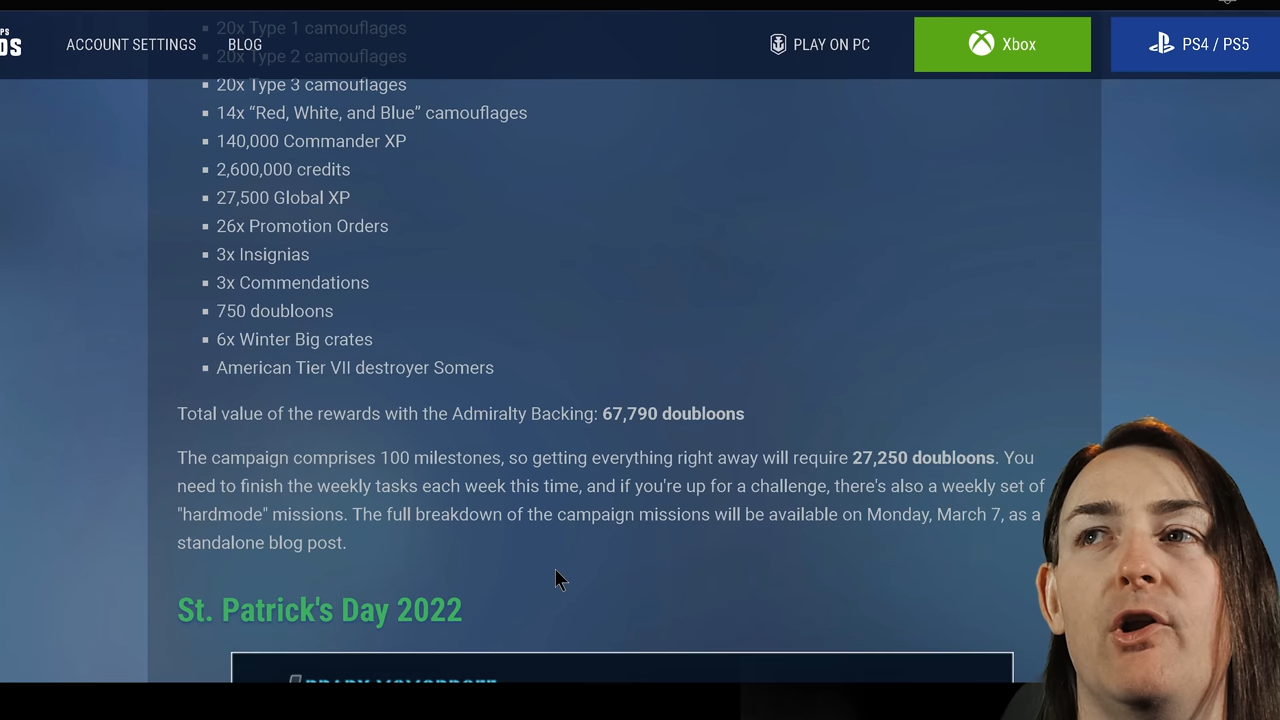 20x Type 1 camouflages
PS
OS
ACCOUNT SETTINGS BLOG PLAY ON PC Xbox PS4 / PS5
20x Type 2 camouflages
20x Type 3 camouflages
14x “Red, White, and Blue” camouflages
140,000 Commander XP
2,600,000 credits
27,500 Global XP
26x Promotion Orders
3x Insignias
3x Commendations
750 doubloons
6x Winter Big crates
American Tier VII destroyer Somers
Total value of the rewards with the Admiralty Backing: 67,790 doubloons
The campaign comprises 100 milestones, so getting everything right away will require 27,250 doubloons. You
need to finish the weekly tasks each week this time, and if you're up for a challenge, there's also a weekly set of
"hardmode" missions. The full breakdown of the campaign missions will be available on Monday, March 7, as a
standalone blog post.
St. Patrick's Day 2022